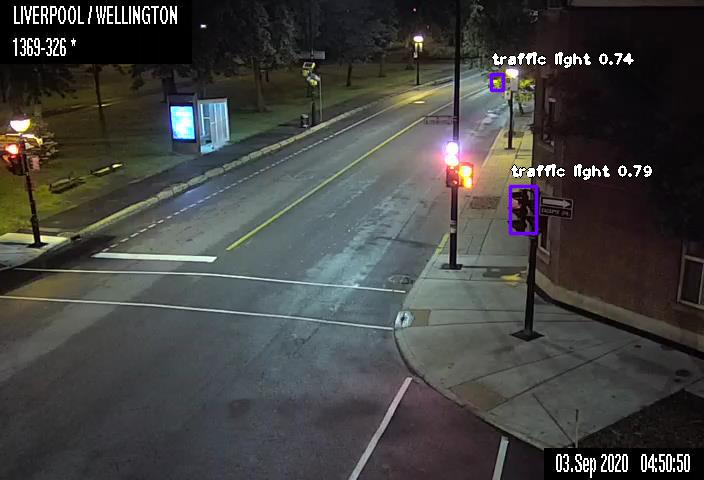 LIVERPOOL / WELLINGTON
1369-326 *
traffic light 0.74
traffic light 0.79
03.Sep 2020 04:50:50